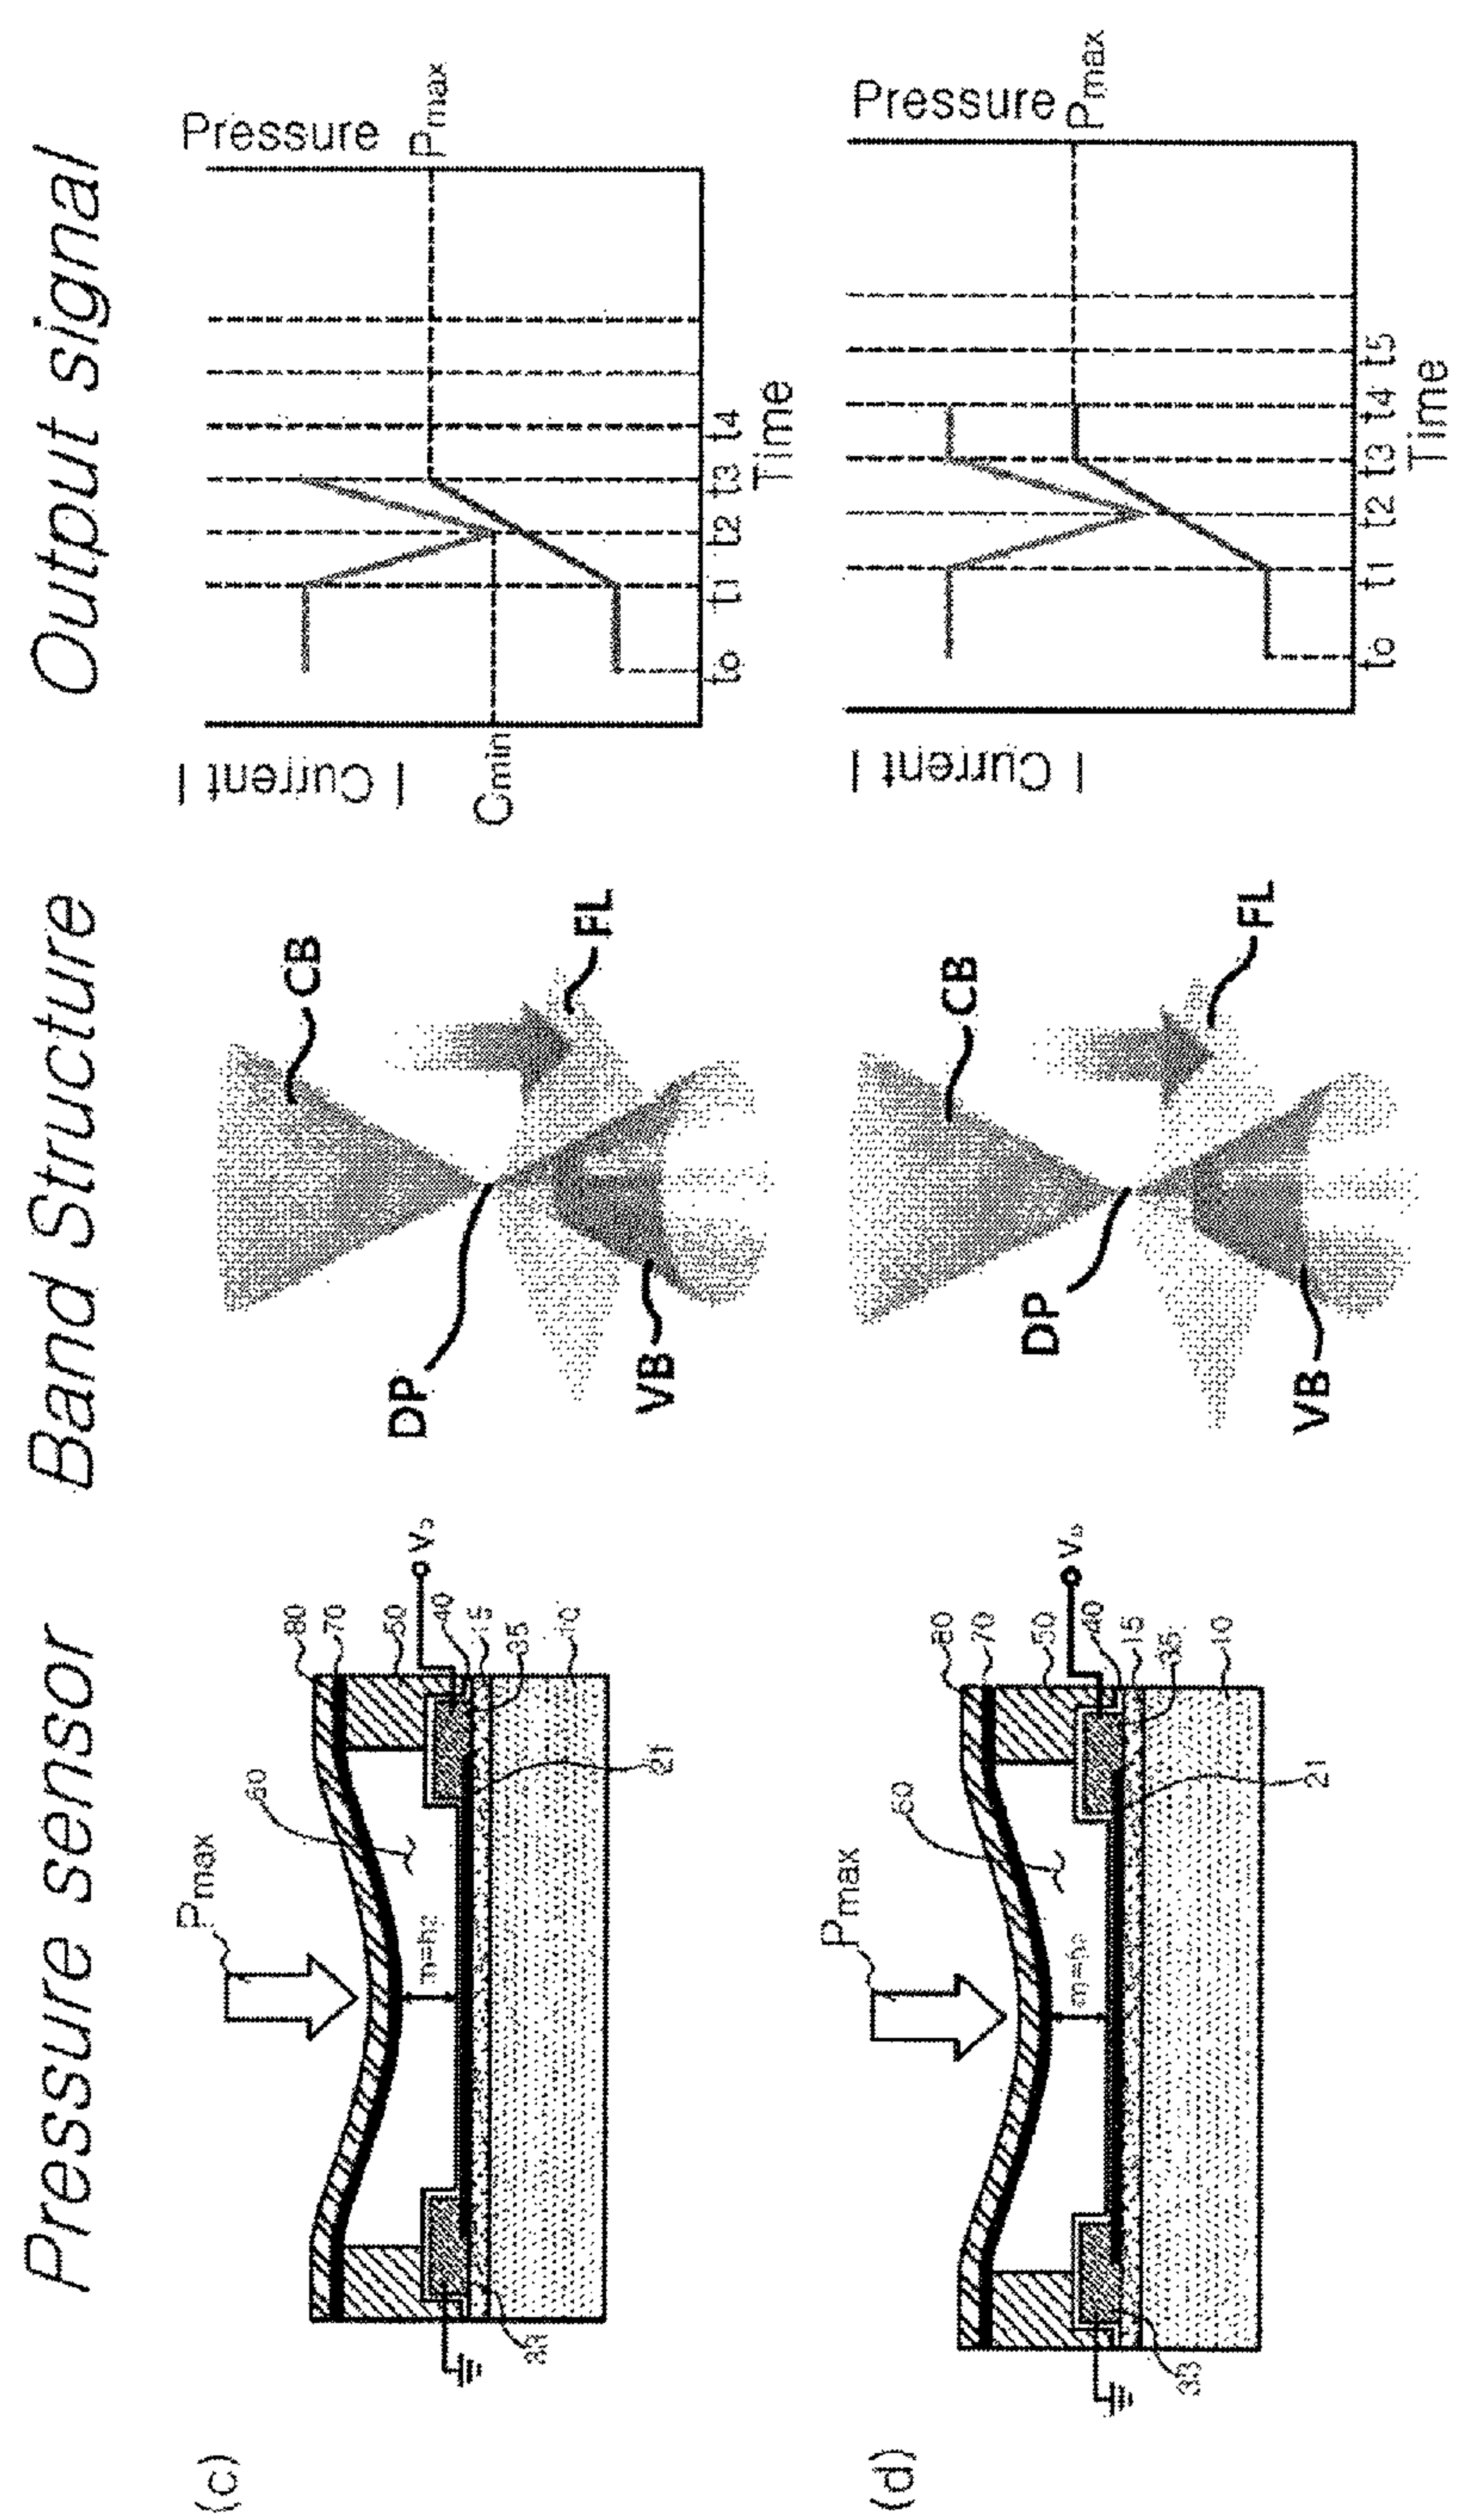 Pressure sensor
Band Structure
Output signal
(c)
Pmax
60
80
70
50
40
15
35
10
21
CB
DP
FL
VB
| Current |
Pressure
Pmax
Cmin
to
t1
t2
t3
t4
Time
(d)
Pmax
60
80
70
50
40
15
35
10
21
33
CB
DP
FL
VB
| Current |
Pressure
Pmax
to
t1
t2
t3
t4
t5
Time